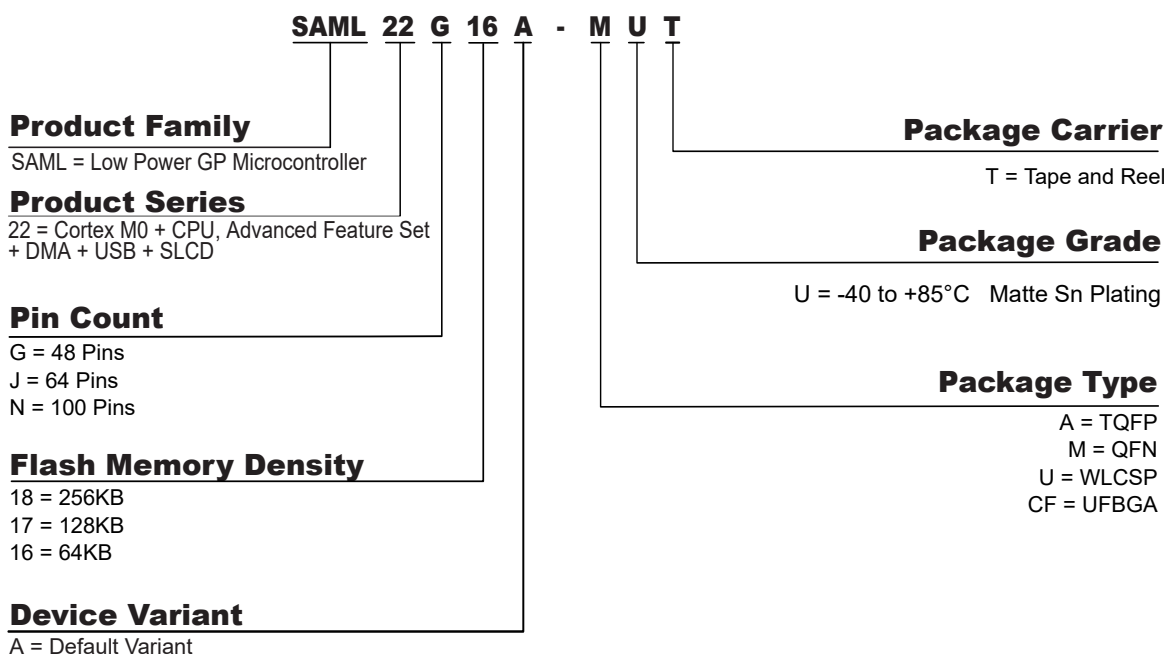 SAML 22 G 16 A - M U T
Product Family
SAML = Low Power GP Microcontroller
Product Series
22 = Cortex M0 + CPU, Advanced Feature Set
+ DMA + USB + SLCD
Pin Count
G = 48 Pins
J = 64 Pins
N = 100 Pins
Flash Memory Density
18 = 256KB
17 = 128KB
16 = 64KB
Device Variant
A = Default Variant
Package Carrier
T = Tape and Reel
Package Grade
U = -40 to +85°C Matte Sn Plating
Package Type
A = TQFP
M = QFN
U = WLCSP
CF = UFBGA